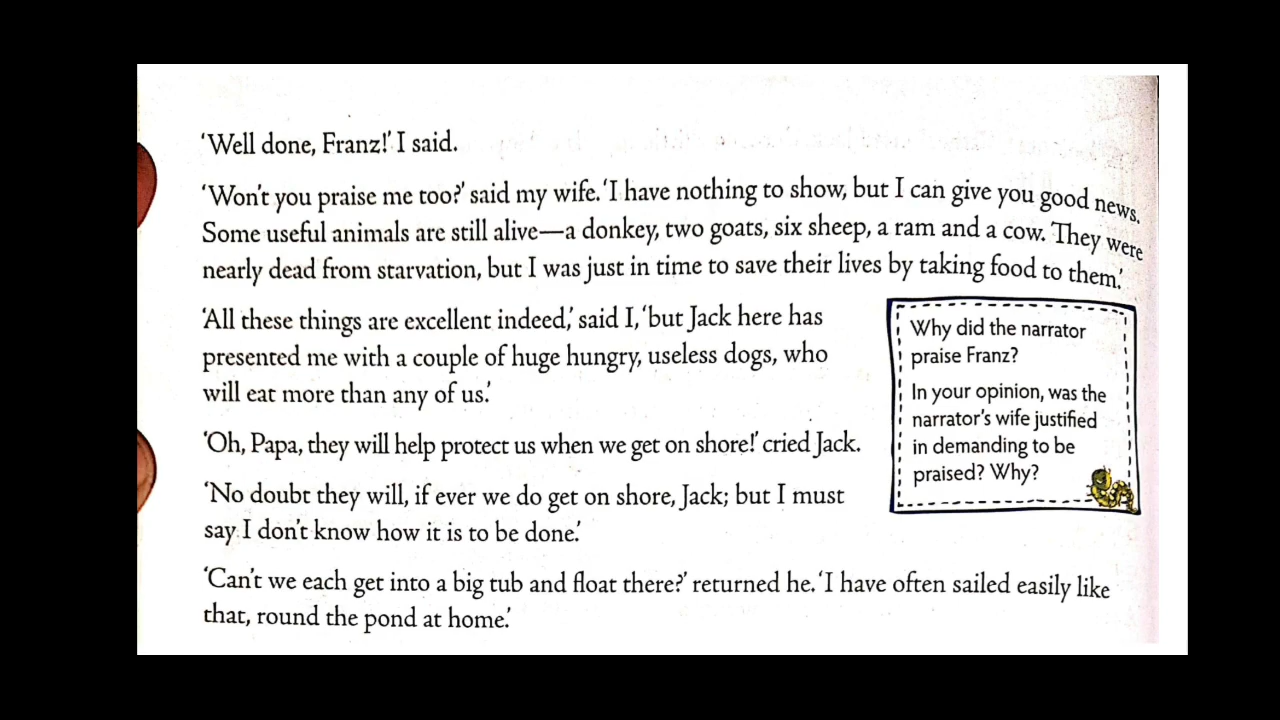 ‘Well done, Franz!’ I said.
‘Won’t you praise me too?’ said my wife. ‘I have nothing to show, but I can give you good news.
Some useful animals are still alive—a donkey, two goats, six sheep, a ram and a cow. They were
nearly dead from starvation, but I was just in time to save their lives by taking food to them.’
‘All these things are excellent indeed,’ said I, ‘but Jack here has
presented me with a couple of huge hungry, useless dogs, who
will eat more than any of us.’
‘Oh, Papa, they will help protect us when we get on shore!’ cried Jack.
‘No doubt they will, if ever we do get on shore, Jack; but I must
say I don’t know how it is to be done.’
‘Can’t we each get into a big tub and float there?’ returned he. ‘I have often sailed easily like
that, round the pond at home.’
Why did the narrator
praise Franz?
In your opinion, was the
narrator’s wife justified
in demanding to be
praised? Why?